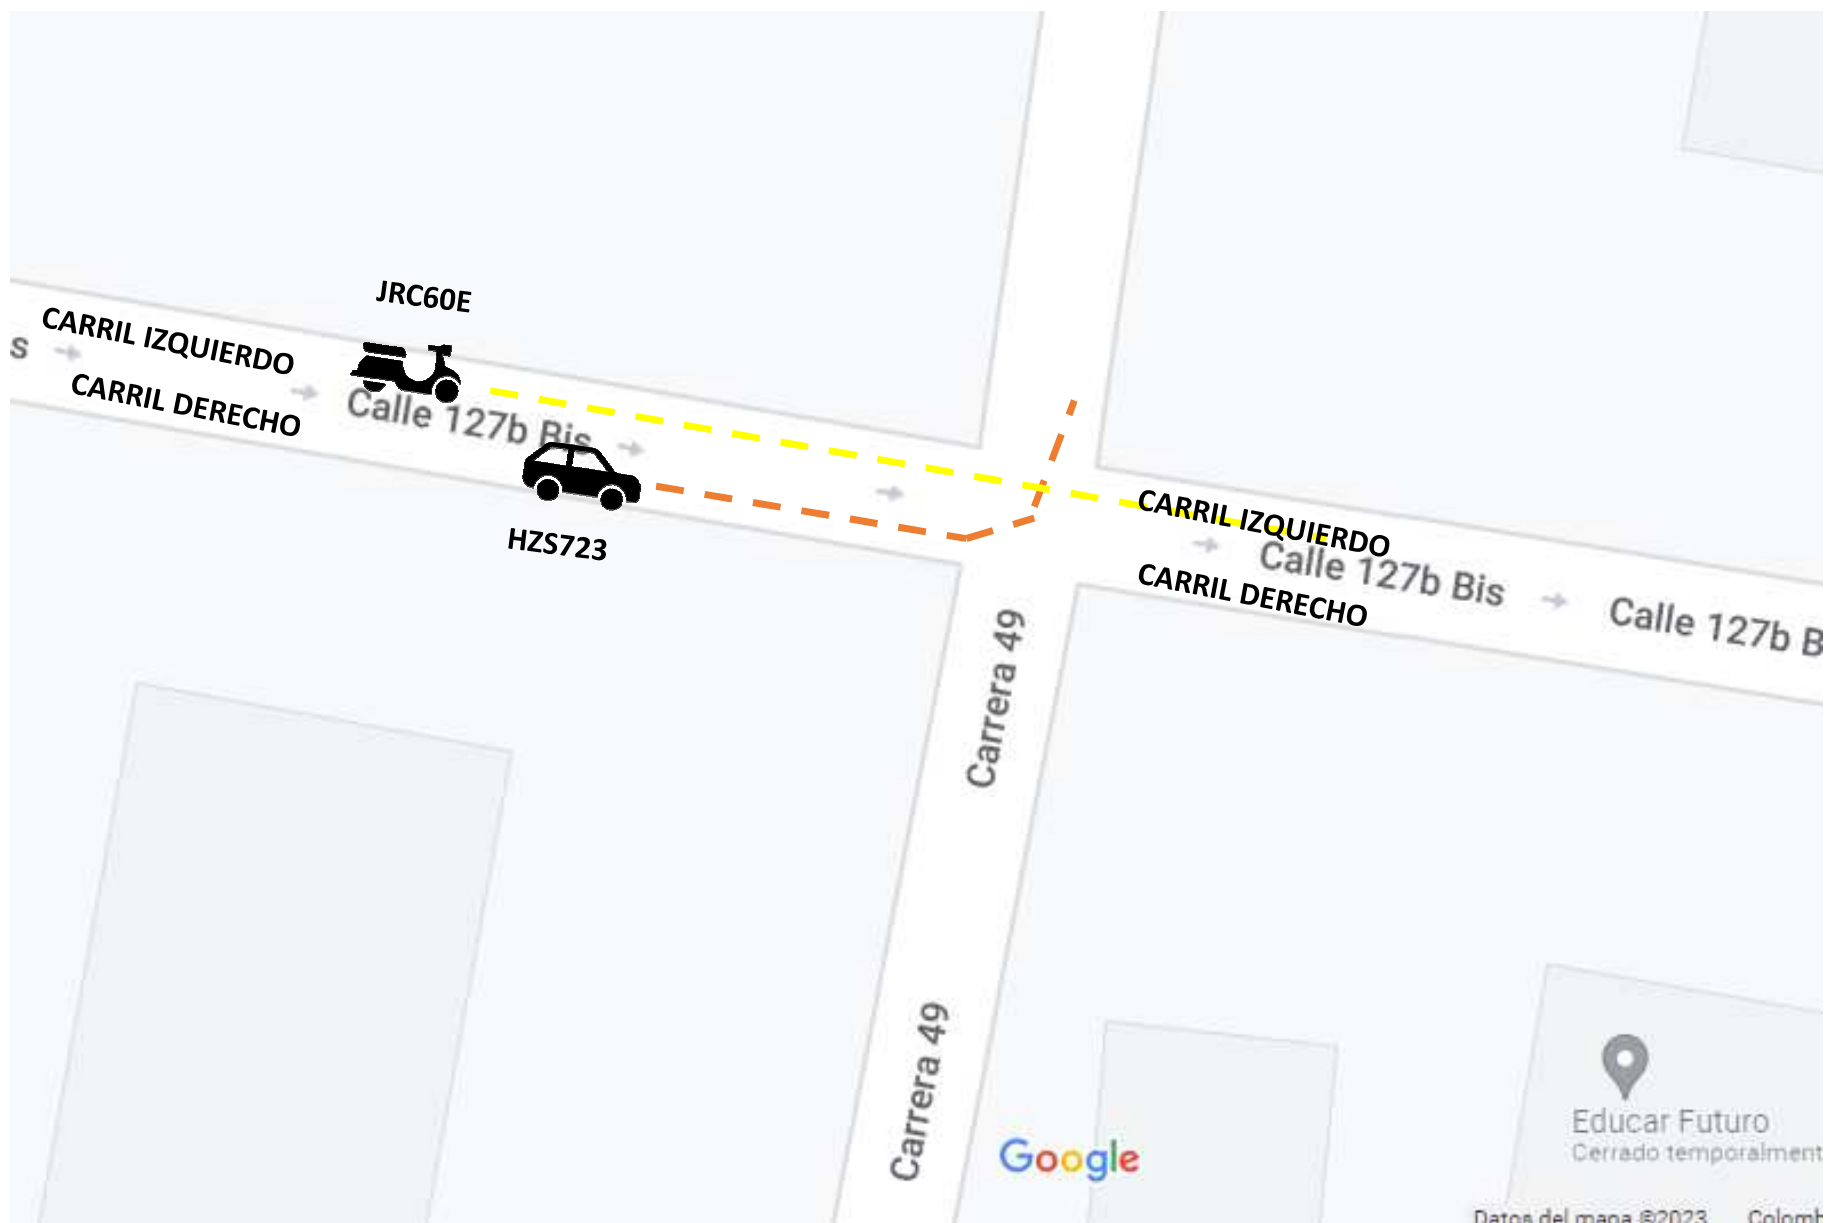 JRC60E
CARRIL IZQUIERDO
s
CARRIL DERECHO
Calle 127b Bis
HZS723
CARRIL IZQUIERDO
Calle 127b Bis
CARRIL DERECHO
Calle 127b B
Carrera 49
Carrera 49
Google
Educar Futuro
Cerrado temporalment
Datos del mapa ©2023 Colomb